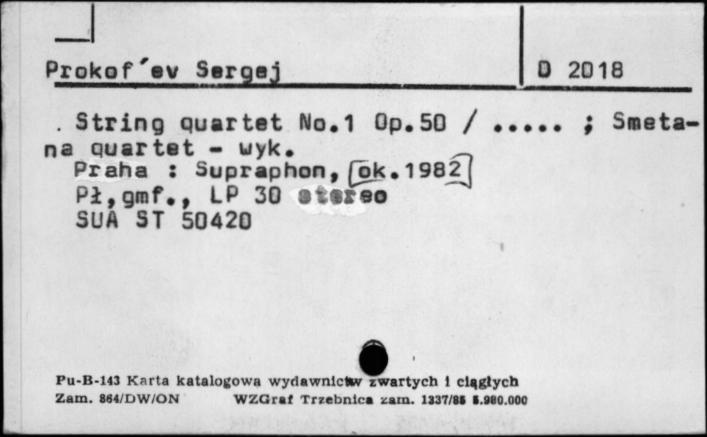 Prokof´ev Sergej
D 2018
. String quartet No.1 Op.50 / ..... ; Smeta-
na quartet - wyk.
Praha : Supraphon, [ok.1982]
Pł,gmf., LP 30 stereo
SUA ST 50420
Pu-B-143 Karta katalogowa wydawnictw zwartych i ciągłych
Zam. 864/DW/ON WZGraf Trzebnica zam. 1337/85 5.980.000